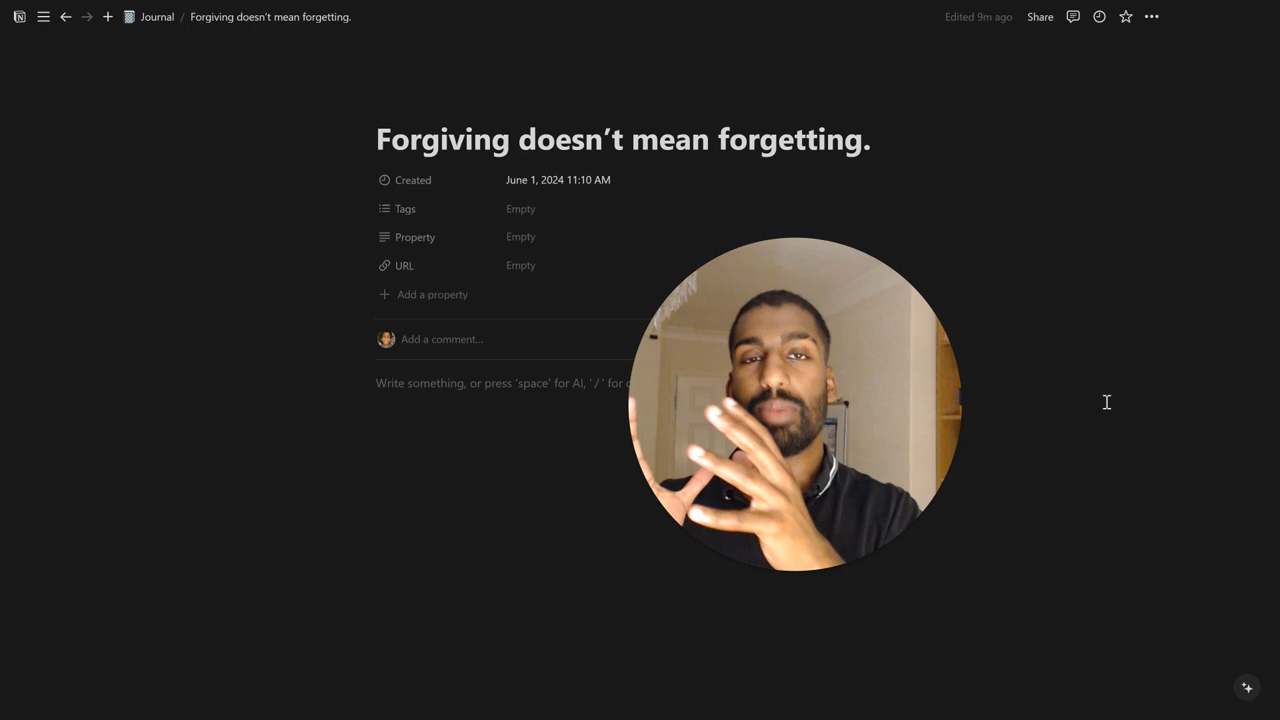 Journal / Forgiving doesn’t mean forgetting.
Edited 9m ago Share
Forgiving doesn’t mean forgetting.
Created June 1, 2024 11:10 AM
Tags Empty
Property Empty
URL Empty
Add a property
Add a comment...
Write something, or press 'space' for AI, '/' for